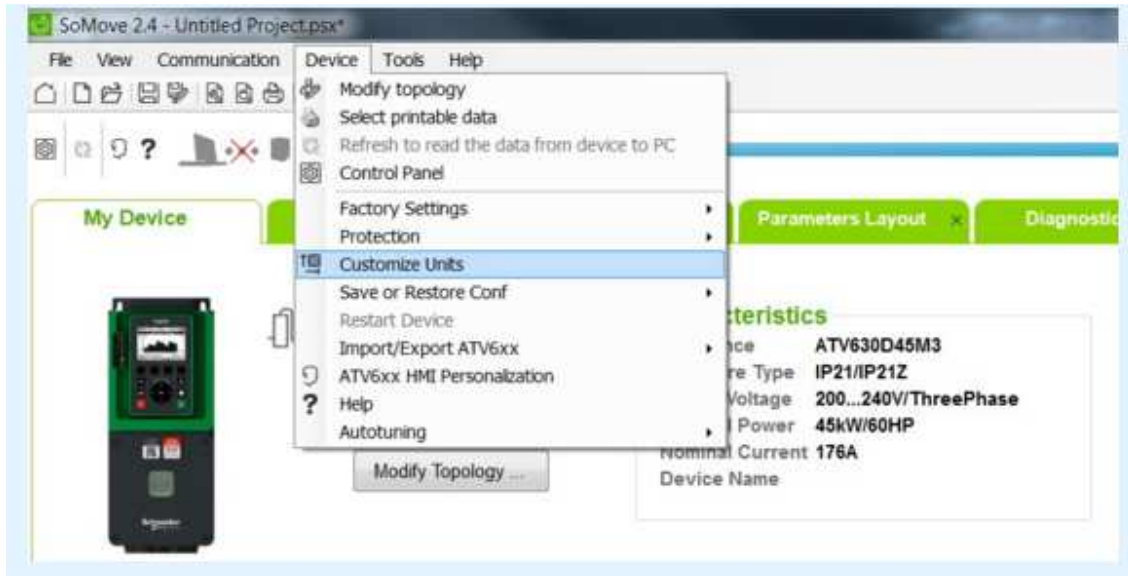 SoMove 2.4 - Untitled Project.psx*
File View Communication Device Tools Help
Modify topology
Select printable data
Refresh to read the data from device to PC
Control Panel
Factory Settings
Protection
Customize Units
Save or Restore Conf
Restart Device
Import/Export ATV6xx
ATV6xx HMI Personalization
? Help
Autotuning
?
My Device Parameters Layout × Diagnostic
teristics
nce ATV630D45M3
re Type IP21/IP21Z
Voltage 200...240V/ThreePhase
Power 45kW/60HP
Nominal Current 176A
Device Name
Modify Topology ...
Schneider